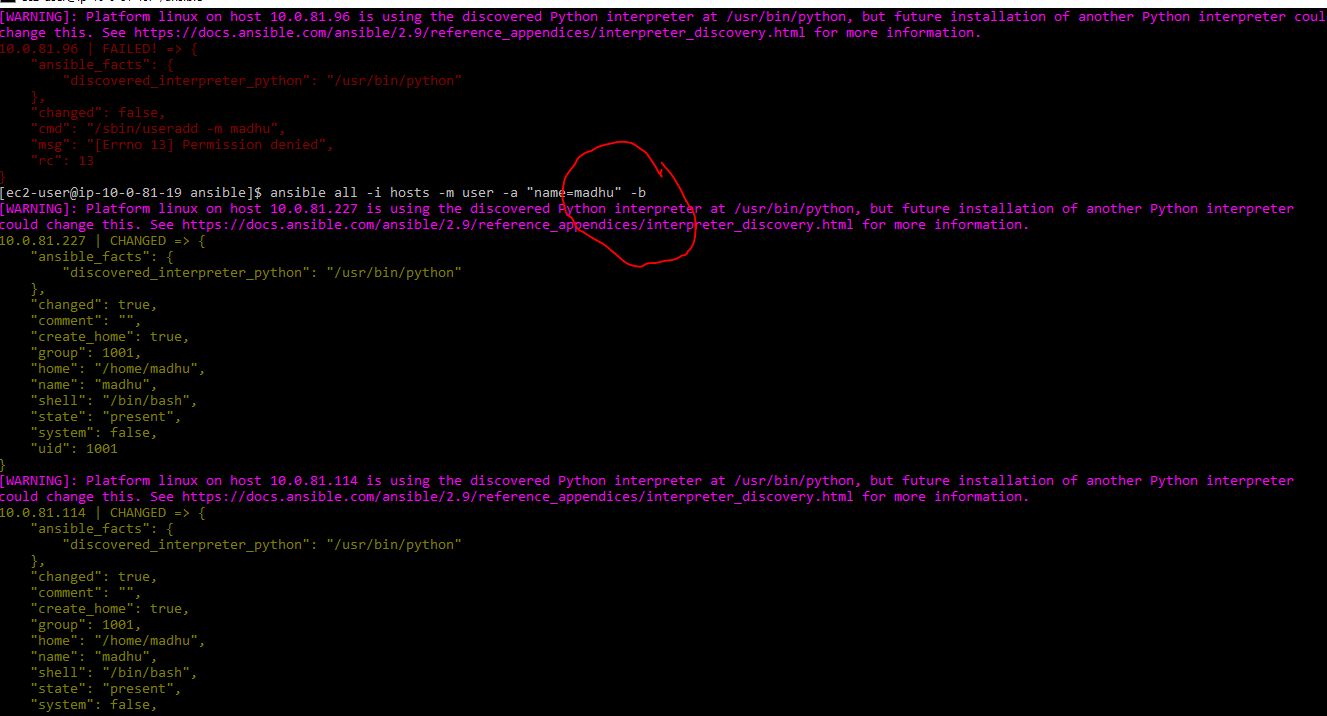 [WARNING]: Platform linux on host 10.0.81.96 is using the discovered Python interpreter at /usr/bin/python, but future installation of another Python interpreter coul
change this. See https://docs.ansible.com/ansible/2.9/reference_appendices/interpreter_discovery.html for more information.
10.0.81.96 | FAILED! => {
    "ansible_facts": {
        "discovered_interpreter_python": "/usr/bin/python"
    },
    "changed": false,
    "cmd": "/sbin/useradd -m madhu",
    "msg": "[Errno 13] Permission denied",
    "rc": 13
}
[ec2-user@ip-10-0-81-19 ansible]$ ansible all -i hosts -m user -a "name=madhu" -b
[WARNING]: Platform linux on host 10.0.81.227 is using the discovered Python interpreter at /usr/bin/python, but future installation of another Python interpreter
could change this. See https://docs.ansible.com/ansible/2.9/reference_appendices/interpreter_discovery.html for more information.
10.0.81.227 | CHANGED => {
    "ansible_facts": {
        "discovered_interpreter_python": "/usr/bin/python"
    },
    "changed": true,
    "comment": "",
    "create_home": true,
    "group": 1001,
    "home": "/home/madhu",
    "name": "madhu",
    "shell": "/bin/bash",
    "state": "present",
    "system": false,
    "uid": 1001
}
[WARNING]: Platform linux on host 10.0.81.114 is using the discovered Python interpreter at /usr/bin/python, but future installation of another Python interpreter
could change this. See https://docs.ansible.com/ansible/2.9/reference_appendices/interpreter_discovery.html for more information.
10.0.81.114 | CHANGED => {
    "ansible_facts": {
        "discovered_interpreter_python": "/usr/bin/python"
    },
    "changed": true,
    "comment": "",
    "create_home": true,
    "group": 1001,
    "home": "/home/madhu",
    "name": "madhu",
    "shell": "/bin/bash",
    "state": "present",
    "system": false,